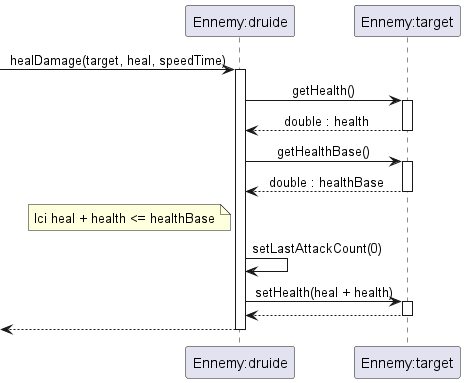 Ennemy:druide
Ennemy:target
healDamage(target, heal, speedTime)
getHealth()
double : health
getHealthBase()
double : healthBase
Ici heal + health <= healthBase
setLastAttackCount(0)
setHealth(heal + health)
Ennemy:druide
Ennemy:target